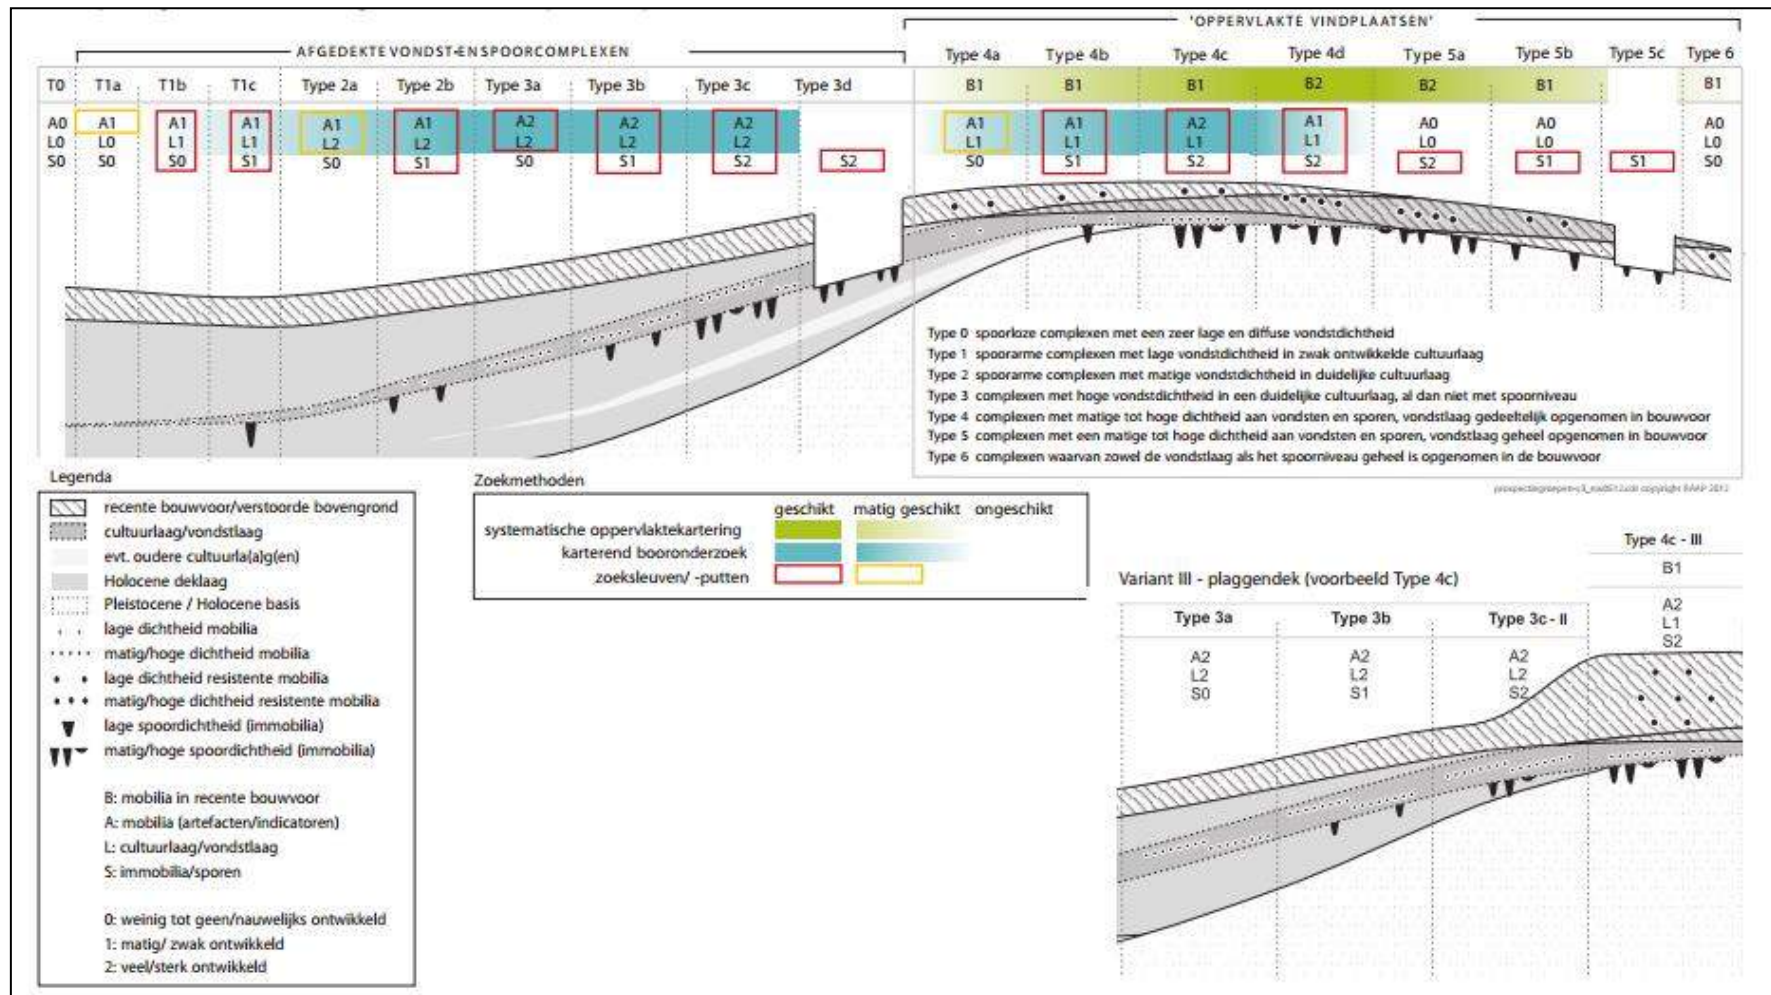 'OPPERVLAKTE VINDPLAATSEN'
AFGEDEKTE VONDST-EN SPOORCOMPLEXEN
Type 4a Type 4b Type 4c Type 4d Type 5a Type 5b Type 5c Type 6
T0 T1a T1b T1c Type 2a Type 2b Type 3a Type 3b Type 3c Type 3d
B1 B1 B1 B2 B2 B1 B1
A0 A1 A1 A1 A1 A1 A2 A2 A2 A1 A1 A2 A1 A0 A0 A0
L0 L0 L1 L1 L2 L2 L2 L2 L2 L1 L1 L1 L1 L0 L0 L0
S0 S0 S0 S1 S0 S1 S0 S1 S2 S2 S0 S1 S2 S2 S2 S1 S1 S0
Type 0 spoorloze complexen met een zeer lage en diffuse vondstdichtheid
Type 1 spoorarme complexen met lage vondstdichtheid in zwak ontwikkelde cultuurlaag
Type 2 spoorarme complexen met matige vondstdichtheid in duidelijke cultuurlaag
Type 3 complexen met hoge vondstdichtheid in een duidelijke cultuurlaag, al dan niet met spoorniveau
Type 4 complexen met matige tot hoge dichtheid aan vondsten en sporen, vondstlaag gedeeltelijk opgenomen in bouwvoor
Type 5 complexen met een matige tot hoge dichtheid aan vondsten en sporen, vondstlaag geheel opgenomen in bouwvoor
Type 6 complexen waarvan zowel de vondstlaag als het spoorniveau geheel is opgenomen in de bouwvoor
copyright RAAP 2012
Legenda
recente bouwvoor/verstoorde bovengrond
cultuurlaag/vondstlaag
evt. oudere cultuurla(a)g(en)
Holocene deklaag
Pleistocene / Holocene basis
lage dichtheid mobilia
matig/hoge dichtheid mobilia
lage dichtheid resistente mobilia
matig/hoge dichtheid resistente mobilia
lage spoordichtheid (immobilia)
matig/hoge spoordichtheid (immobilia)
B: mobilia in recente bouwvoor
A: mobilia (artefacten/indicatoren)
L: cultuurlaag/vondstlaag
S: immobilia/sporen
0: weinig tot geen/nauwelijks ontwikkeld
1: matig/ zwak ontwikkeld
2: veel/sterk ontwikkeld
Zoekmethoden
geschikt matig geschikt ongeschikt
systematische oppervlaktekartering
karterend booronderzoek
zoeksleuven/ -putten
Variant III - plaggendek (voorbeeld Type 4c)
Type 4c - III
B1
A2
L1
S2
Type 3a Type 3b Type 3c - II
A2 A2 A2
L2 L2 L2
S0 S1 S2